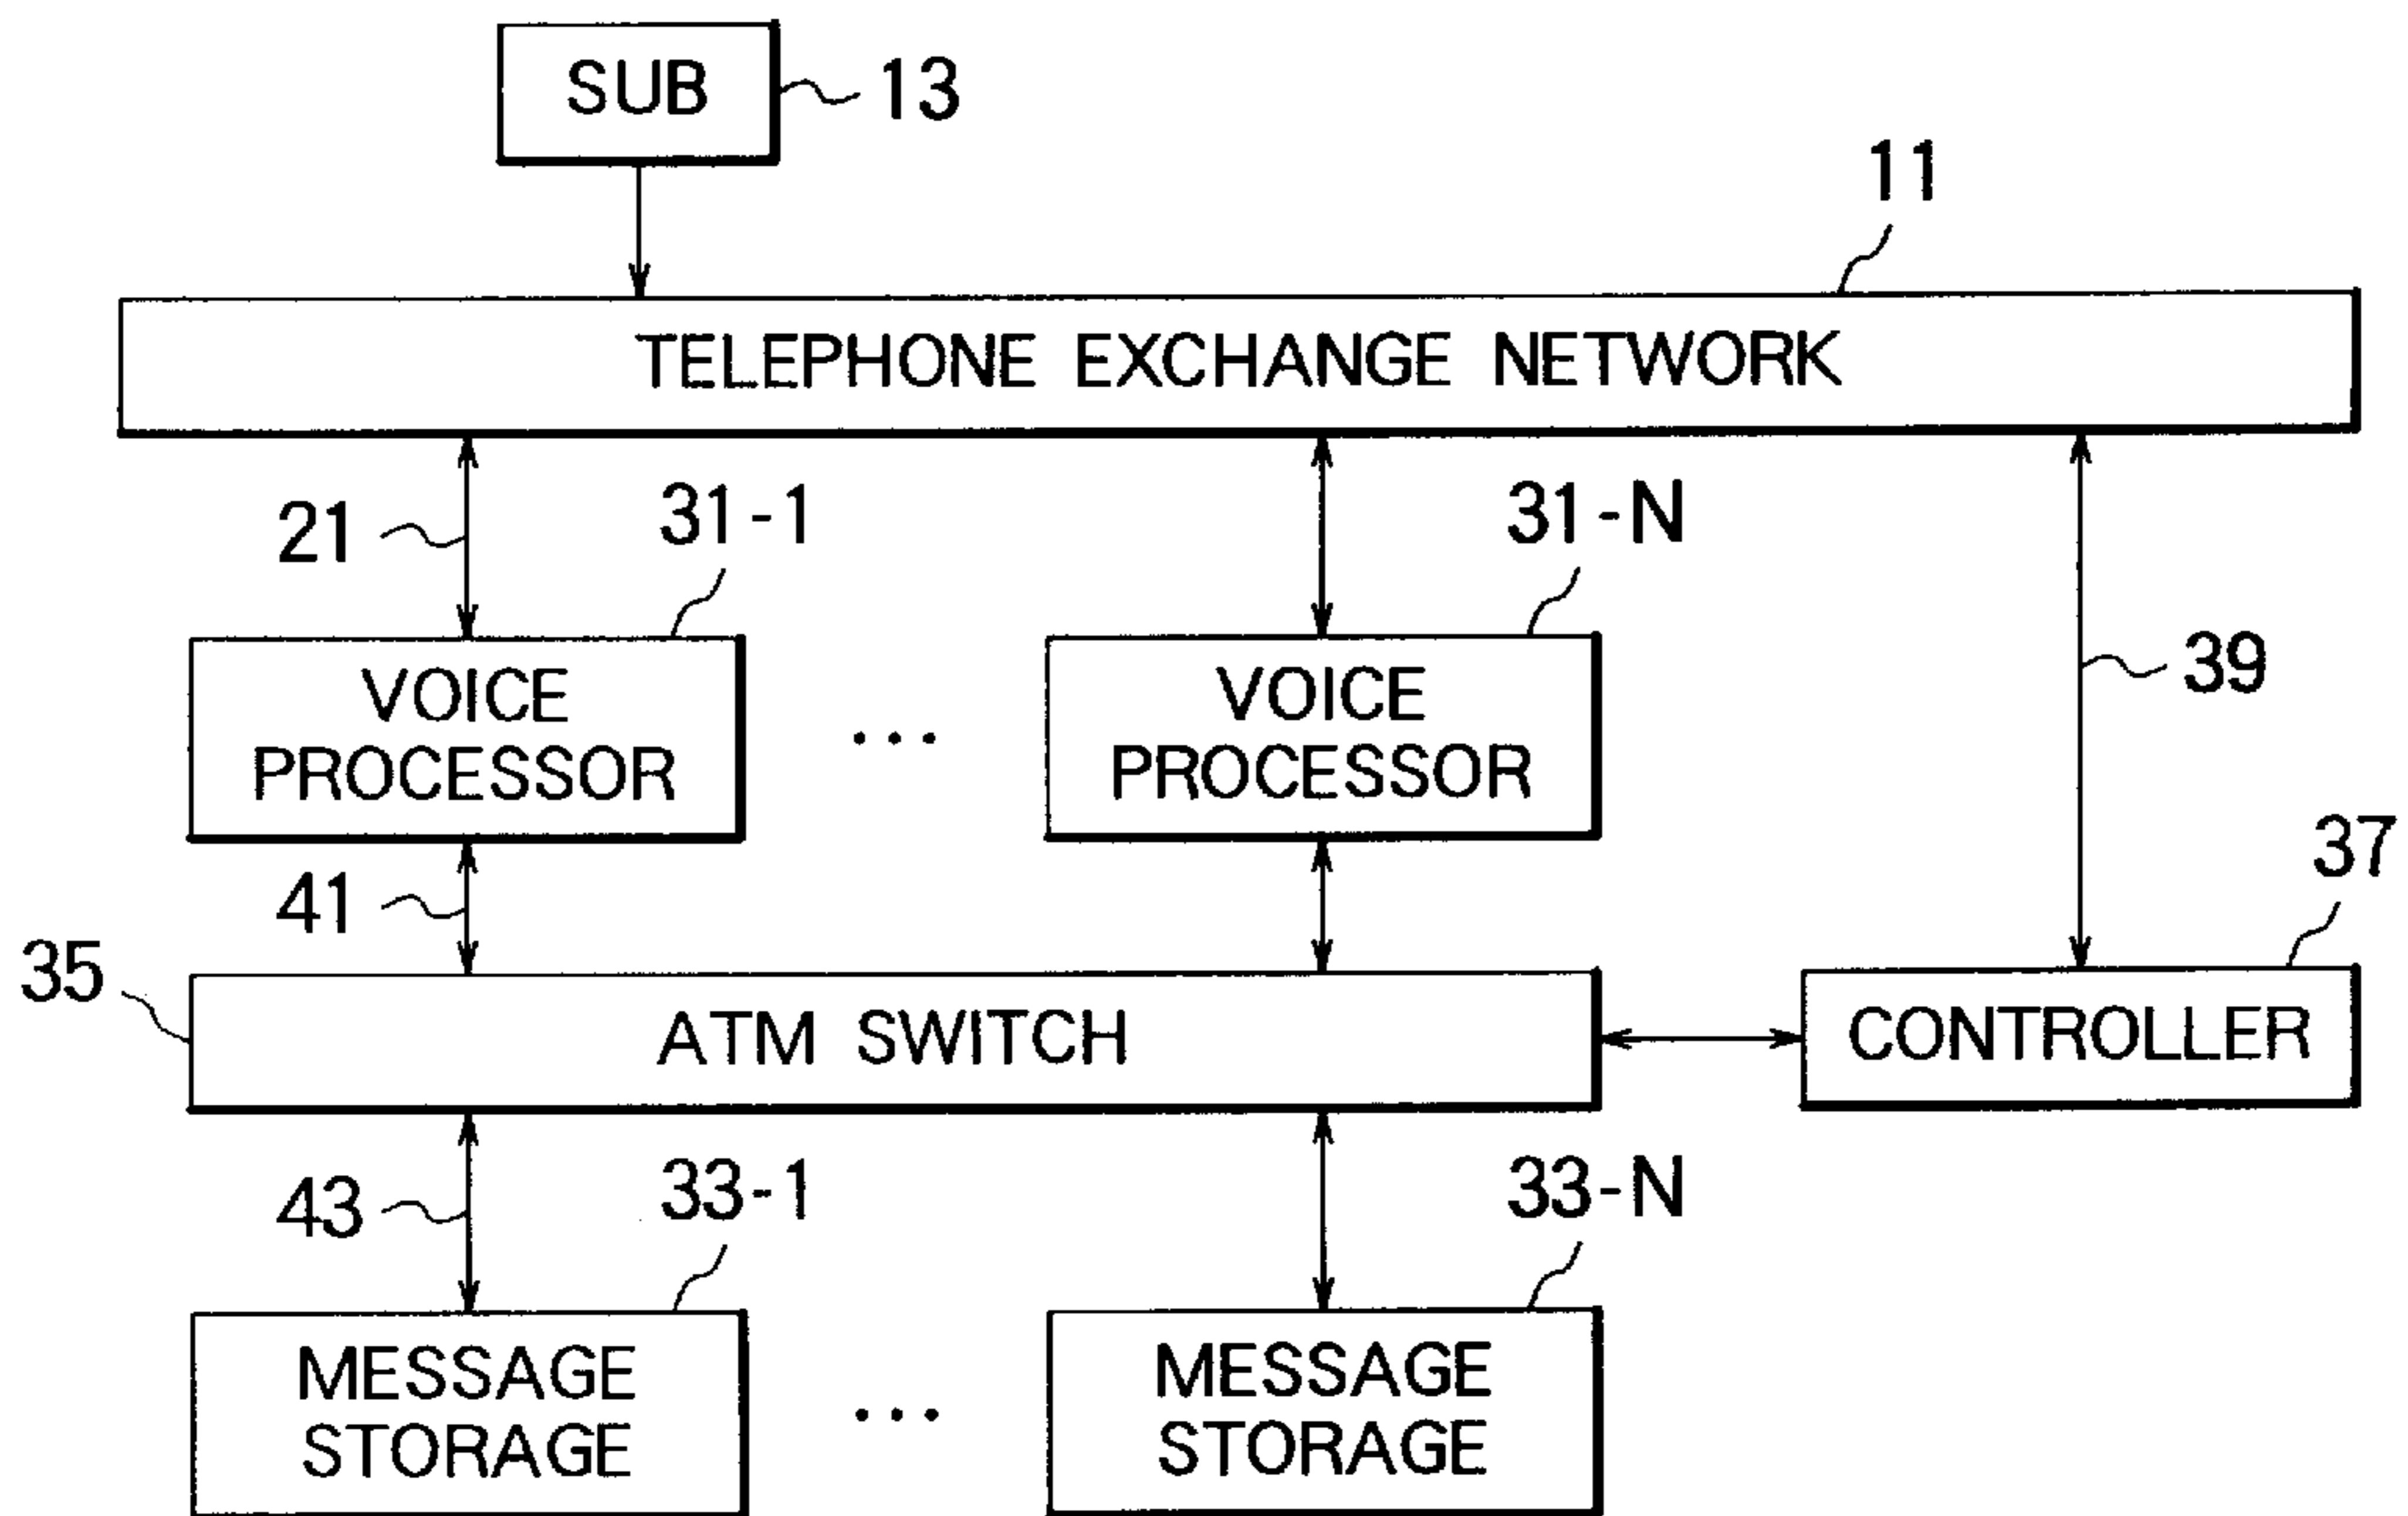 SUB
13
11
TELEPHONE EXCHANGE NETWORK
21
31-1
31-N
VOICE
PROCESSOR
...
VOICE
PROCESSOR
39
37
41
35
ATM SWITCH
CONTROLLER
43
33-1
33-N
MESSAGE
STORAGE
...
MESSAGE
STORAGE